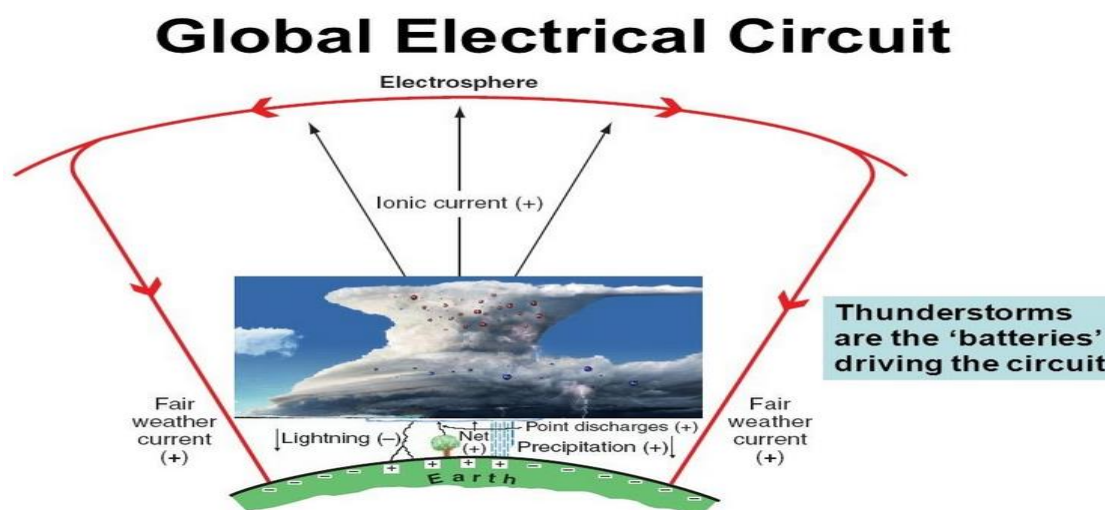 Global Electrical Circuit
Electrosphere
Ionic current (+)
Thunderstorms
are the ‘batteries’
driving the circuit
Fair
weather
current
(+)
Lightning (–)
Net
(+)
Point discharges (+)
Precipitation (+)
Fair
weather
current
(+)
+ + + +
– – – – – – – – – – –
Earth